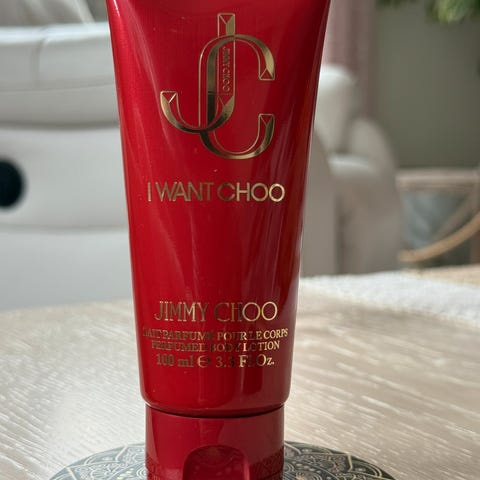 JC
JIMMY CHOO
I WANT CHOO
JIMMY CHOO
LAIT PARFUMÉ POUR LE CORPS
PERFUMED BODY LOTION
100 ml ℮ 3.3 Fl.Oz.